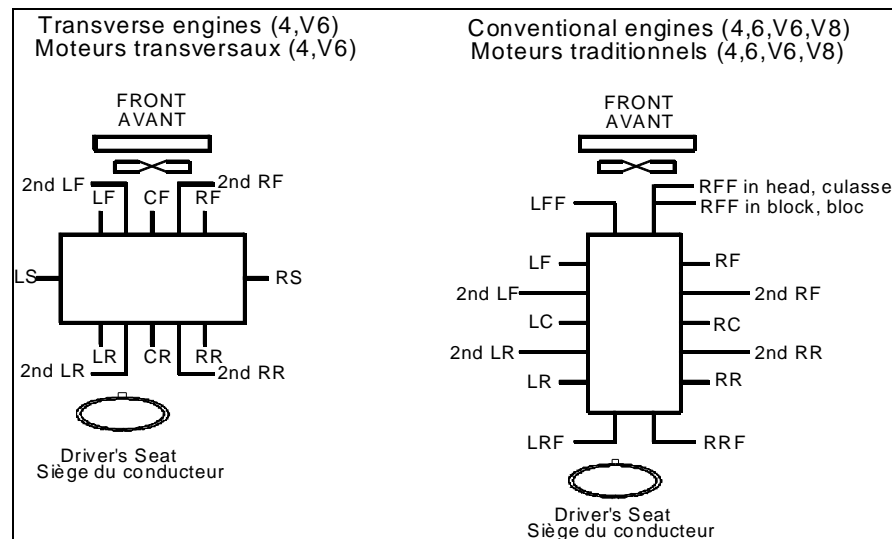 Transverse engines (4,V6)
Moteurs transversaux (4,V6)
FRONT
AVANT
2nd LF
2nd RF
LF
CF
RF
LS
RS
LR
CR
RR
2nd LR
2nd RR
Driver's Seat
Siège du conducteur
Conventional engines (4,6,V6,V8)
Moteurs traditionnels (4,6,V6,V8)
FRONT
AVANT
RFF in head, culasse
LFF
RFF in block, bloc
LF
RF
2nd LF
2nd RF
LC
RC
2nd LR
2nd RR
LR
RR
LRF
RRF
Driver's Seat
Siège du conducteur